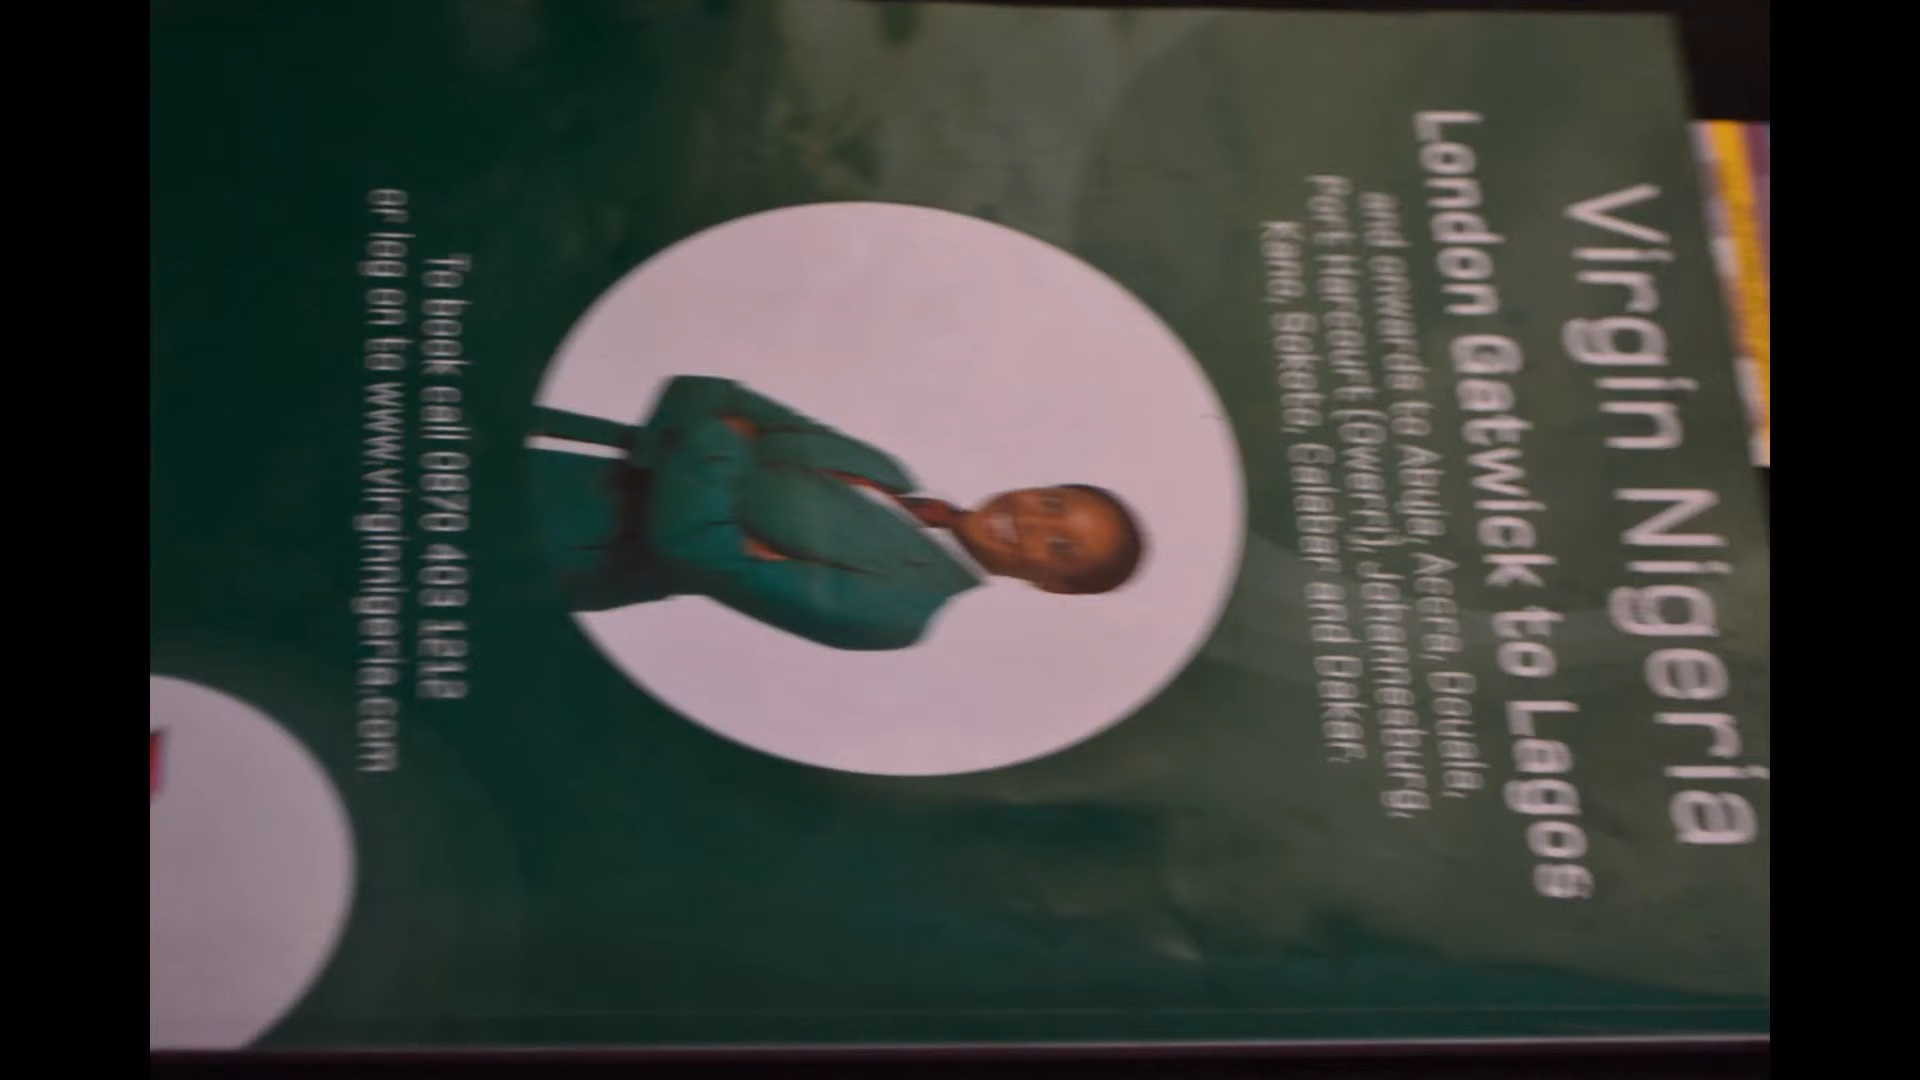 Virgin Nigeria
London Gatwick to Lagos
and onwards to Abuja, Accra, Douala,
Port Harcourt (Owerri), Johannesburg,
Kano, Sokoto, Calabar and Dakar.
To book call 0870 403 1212
or log on to www.virginnigeria.com